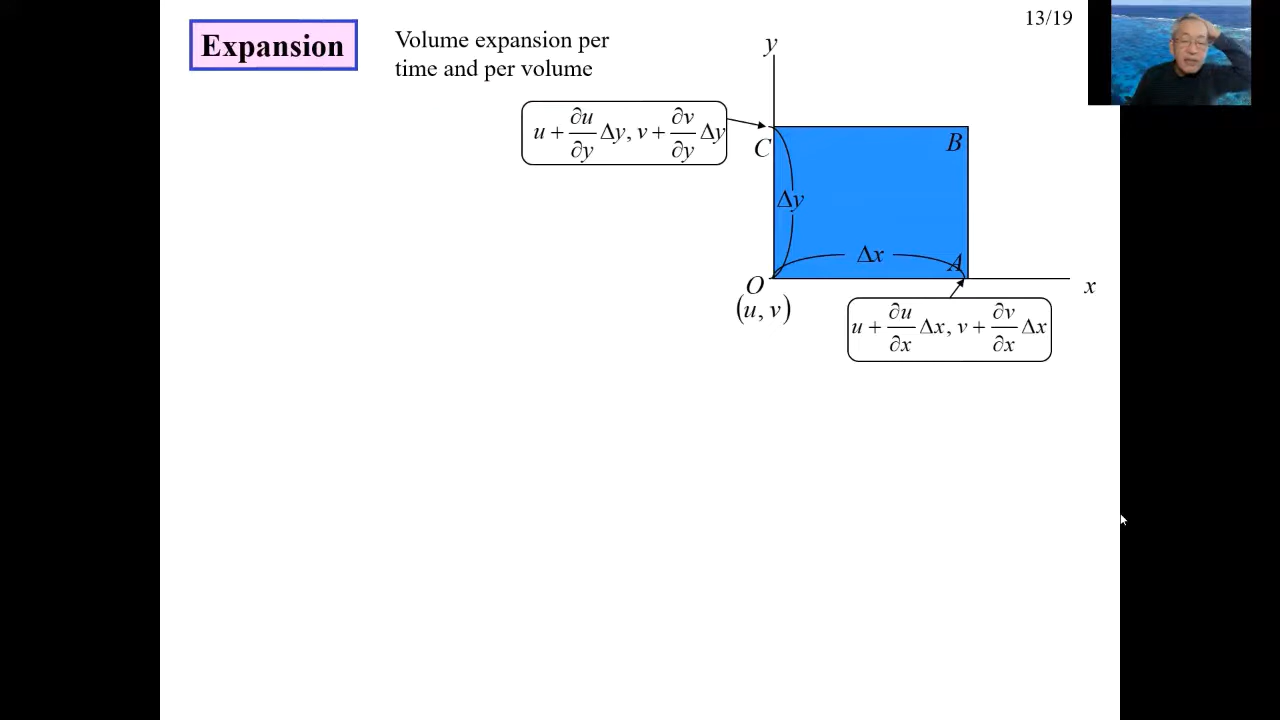 13/19
Expansion
Volume expansion per
time and per volume
y
u + ∂u/∂y Δy, v + ∂v/∂y Δy
C
B
Δy
Δx
A
O
x
(u, v)
u + ∂u/∂x Δx, v + ∂v/∂x Δx